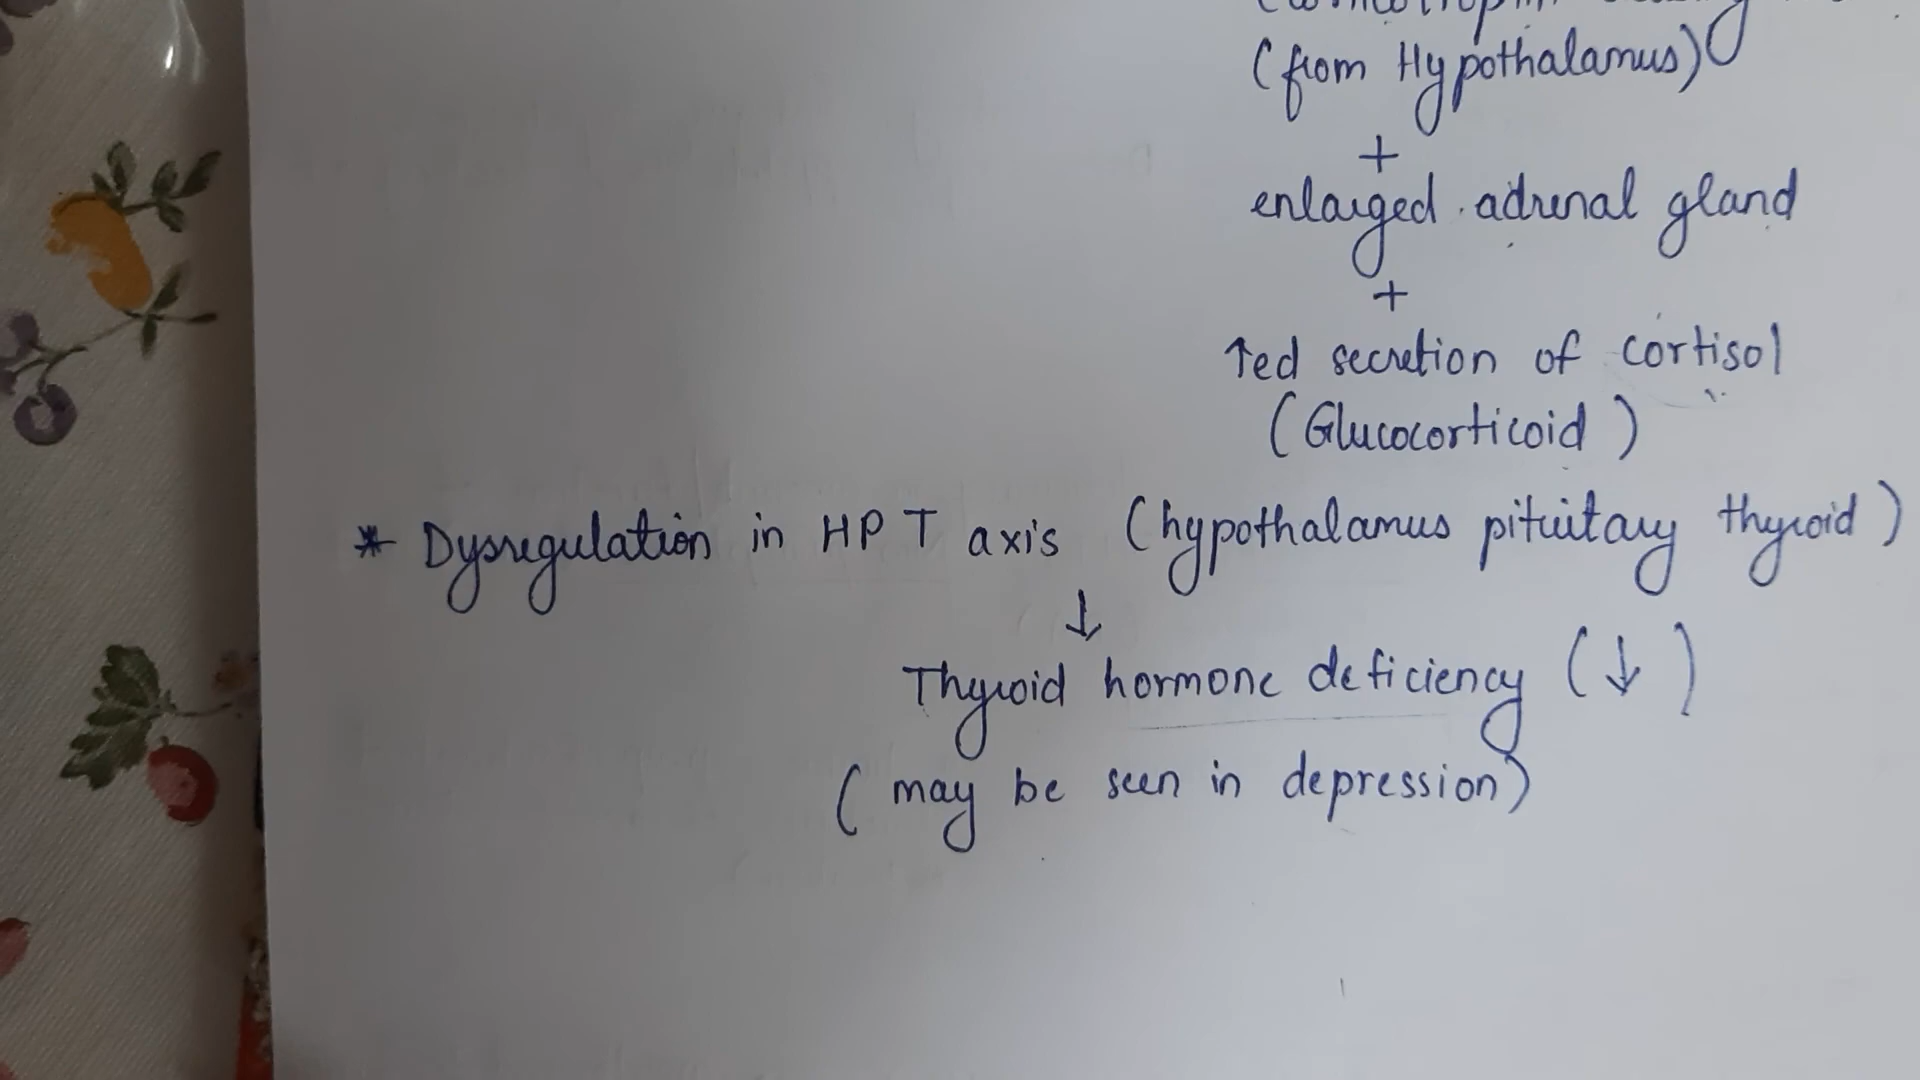 (from Hypothalamus)
+
enlarged adrenal gland
+
↑ed secretion of cortisol
(Glucocorticoid)
* Dysregulation in HPT axis (hypothalamus pituitary thyroid)
↓
Thyroid hormone deficiency (↓)
(may be seen in depression)